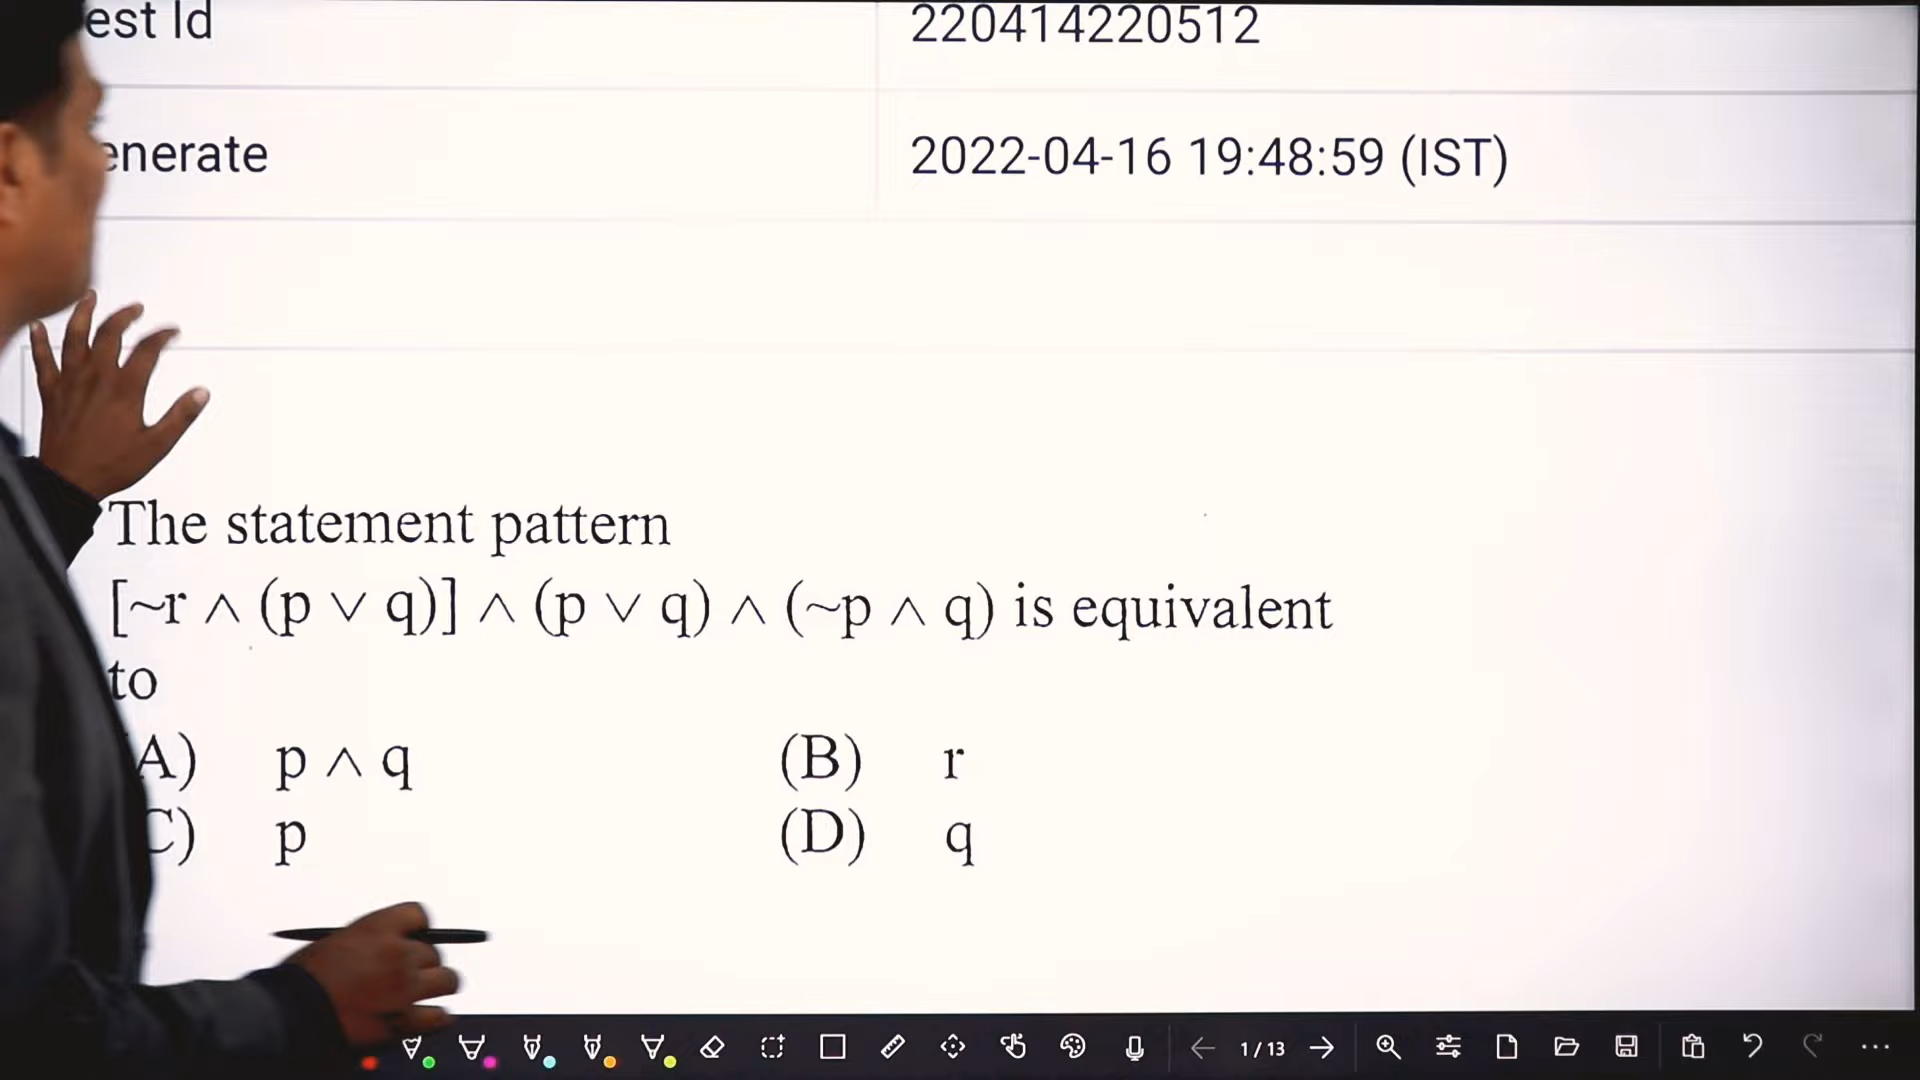 est Id 220414220512
enerate 2022-04-16 19:48:59 (IST)
The statement pattern
[~r ∧ (p ∨ q)] ∧ (p ∨ q) ∧ (~p ∧ q) is equivalent
to
A) p ∧ q (B) r
C) p (D) q
1 / 13